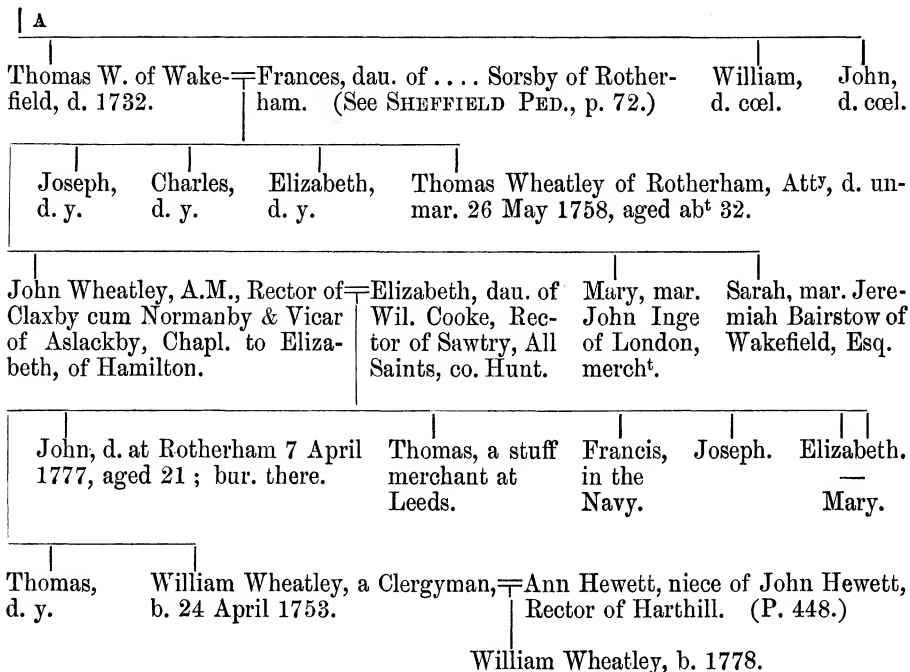 A
Thomas W. of Wake-
field, d. 1732.
Frances, dau. of .... Sorsby of Rother-
ham. (See SHEFFIELD PED., p. 72.)
William,
d. cœl.
John,
d. cœl.
Joseph,
d. y.
Charles,
d. y.
Elizabeth,
d. y.
Thomas Wheatley of Rotherham, Attʸ, d. un-
mar. 26 May 1758, aged abᵗ 32.
John Wheatley, A.M., Rector of
Claxby cum Normanby & Vicar
of Aslackby, Chapl. to Eliza-
beth, of Hamilton.
Elizabeth, dau. of
Wil. Cooke, Rec-
tor of Sawtry, All
Saints, co. Hunt.
Mary, mar.
John Inge
of London,
merchᵗ.
Sarah, mar. Jere-
miah Bairstow of
Wakefield, Esq.
John, d. at Rotherham 7 April
1777, aged 21 ; bur. there.
Thomas, a stuff
merchant at
Leeds.
Francis,
in the
Navy.
Joseph.
Elizabeth.
—
Mary.
Thomas,
d. y.
William Wheatley, a Clergyman,
b. 24 April 1753.
Ann Hewett, niece of John Hewett,
Rector of Harthill. (P. 448.)
William Wheatley, b. 1778.